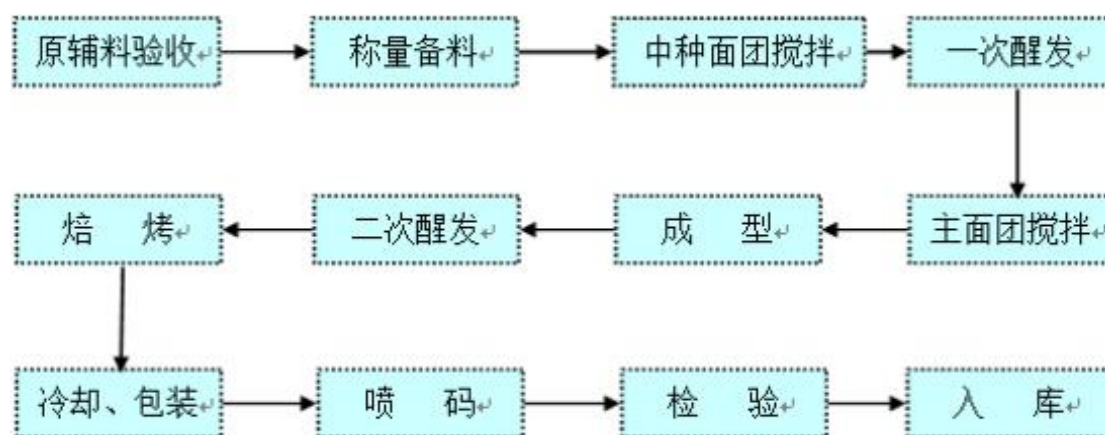 原辅料验收 称量备料 中种面团搅拌 一次醒发
焙 烤 二次醒发 成 型 主面团搅拌
冷却、包装 喷 码 检 验 入 库